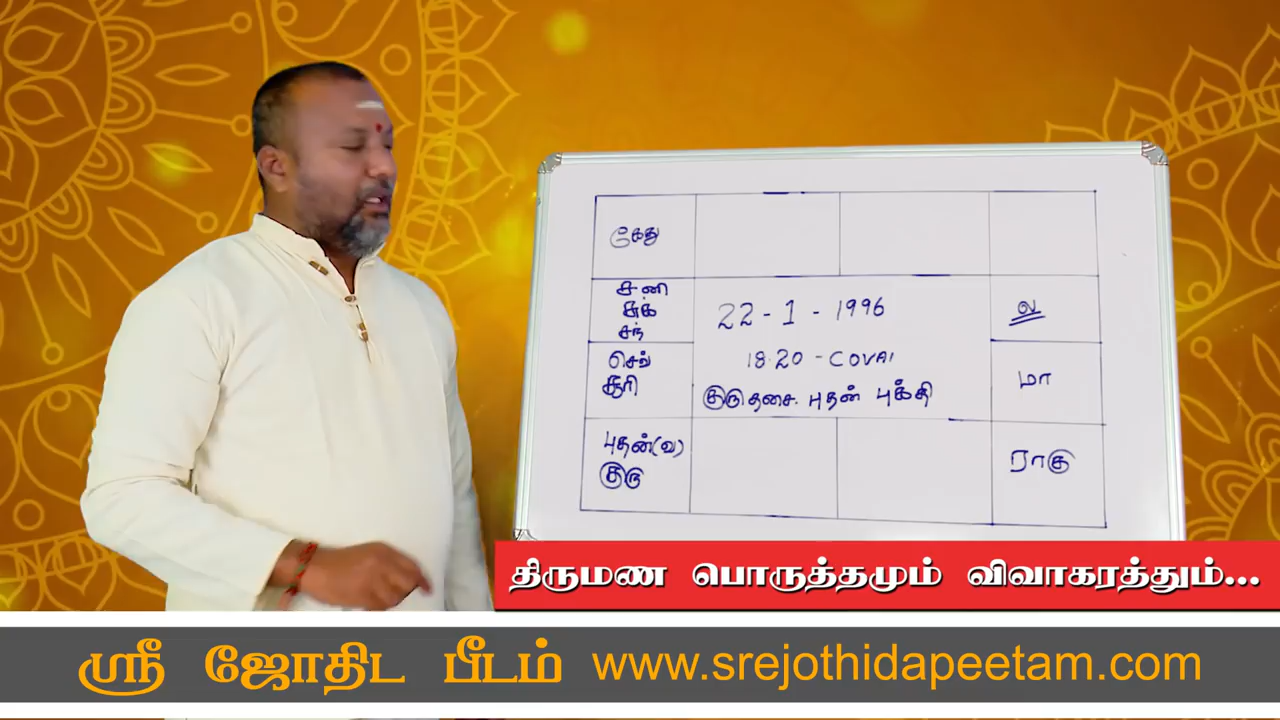 கேது
சனி
சுக்
சந்
22-1-1996
ல
செவ்
சூரி
18.20 - COVAI
மா
குரு தசை. புதன் புக்தி
புதன்(வ)
குரு
ராகு
திருமண பொருத்தமும் விவாகரத்தும்...
ஸ்ரீ ஜோதிட பீடம் www.srejothidapeetam.com